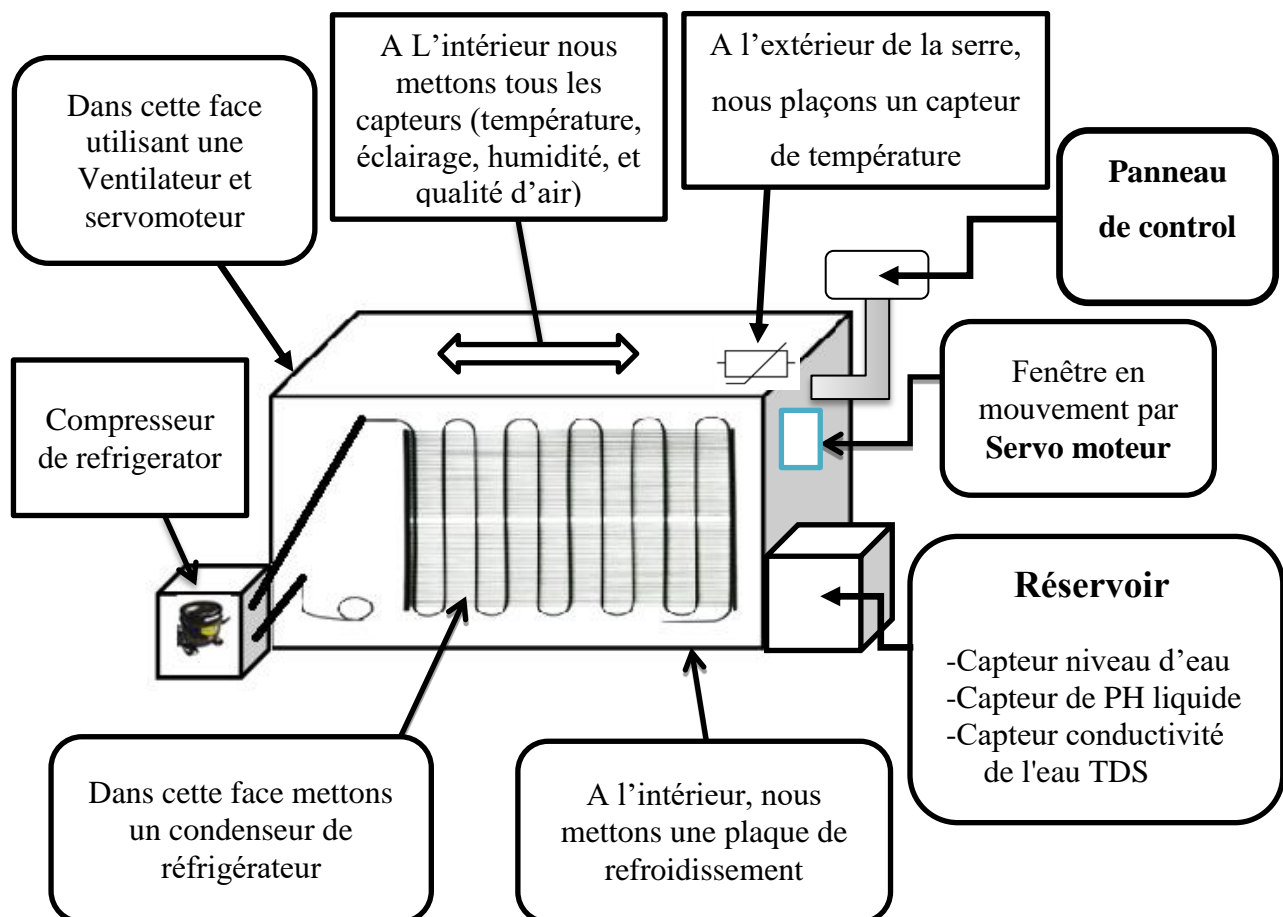 Dans cette face
utilisant une
Ventilateur et
servomoteur
A L’intérieur nous
mettons tous les
capteurs (température,
éclairage, humidité, et
qualité d’air)
A l’extérieur de la serre,
nous plaçons un capteur
de température
Panneau
de control
Compresseur
de refrigerator
Fenêtre en
mouvement par
Servo moteur
Réservoir
-Capteur niveau d’eau
-Capteur de PH liquide
-Capteur conductivité
de l'eau TDS
Dans cette face mettons
un condenseur de
réfrigérateur
A l’intérieur, nous
mettons une plaque de
refroidissement